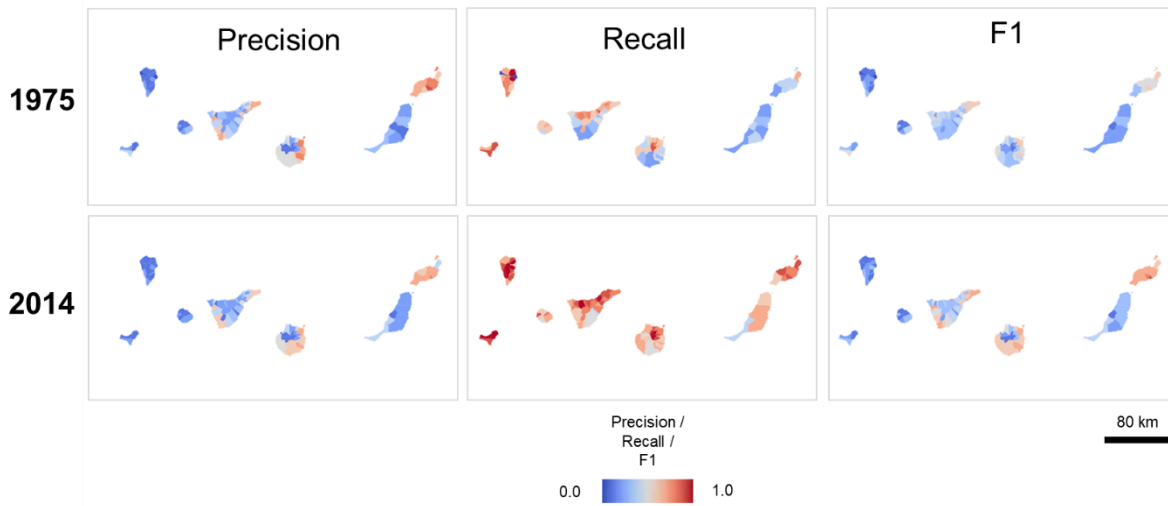 Precision
Recall
F1
1975
2014
Precision /
Recall /
F1
0.0
1.0
80 km